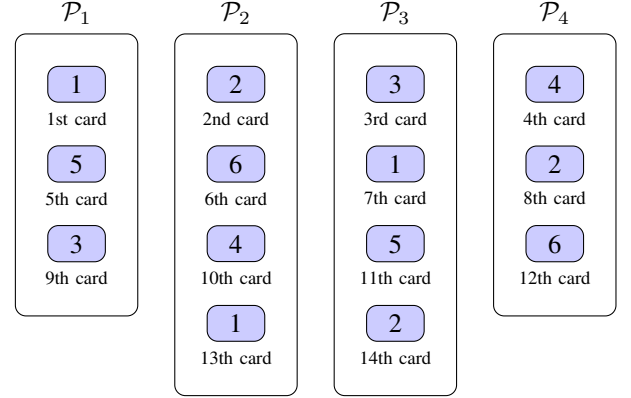 𝒫₁ 𝒫₂ 𝒫₃ 𝒫₄
1 2 3 4
1st card 2nd card 3rd card 4th card
5 6 1 2
5th card 6th card 7th card 8th card
3 4 5 6
9th card 10th card 11th card 12th card
1 2
13th card 14th card